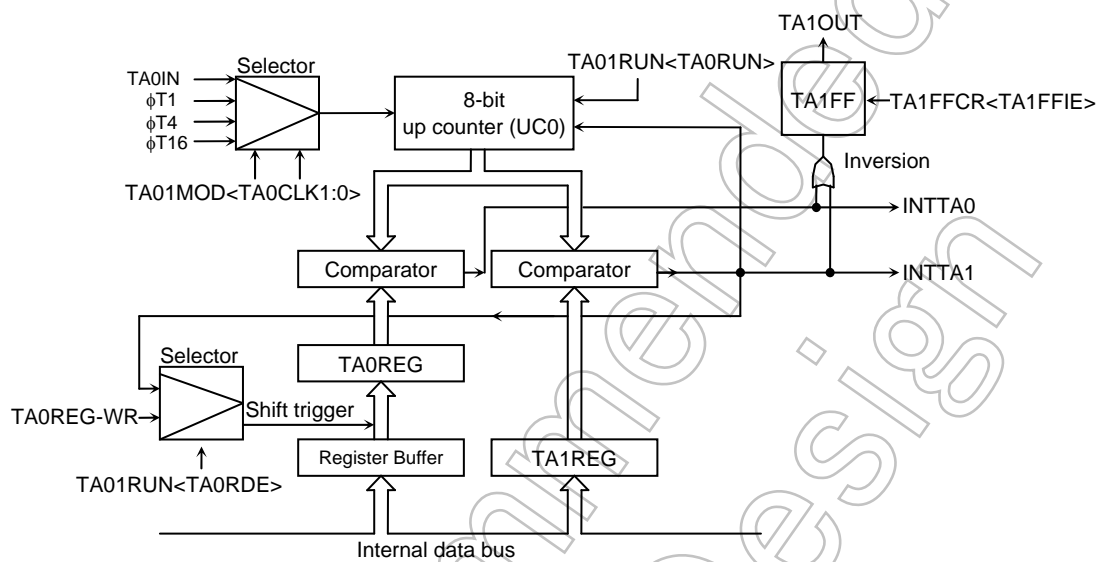 TA1OUT
TA01RUN<TA0RUN>
Selector
TA0IN
ϕT1
ϕT4
ϕT16
8-bit
up counter (UC0)
TA1FF
TA1FFCR<TA1FFIE>
Inversion
TA01MOD<TA0CLK1:0>
INTTA0
Comparator
Comparator
INTTA1
Selector
TA0REG
TA0REG-WR
Shift trigger
Register Buffer
TA1REG
TA01RUN<TA0RDE>
Internal data bus